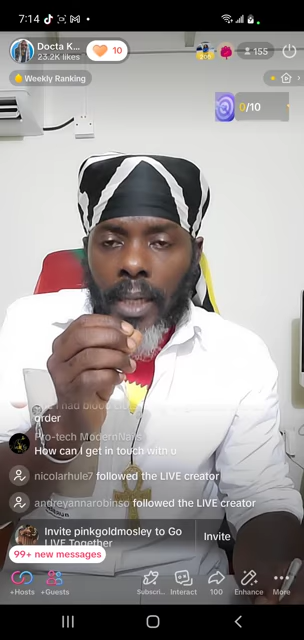 7:14
Docta K...
23.2K likes
10
155
Weekly Ranking
0/10
order
Pro-tech ModernNails
How can I get in touch with u
nicolarhule7 followed the LIVE creator
andreyannarobinso followed the LIVE creator
Invite pinkgoldmosley to Go
LIVE Together
Invite
99+ new messages
+Hosts
+Guests
Subscri...
Interact
100
Enhance
More